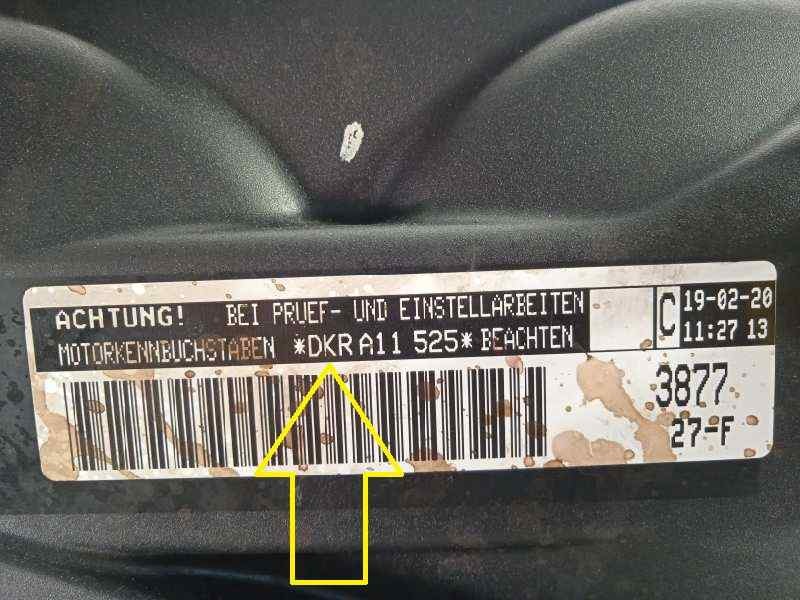 ACHTUNG! BEI PRUEF- UND EINSTELLARBEITEN
MOTORKENNBUCHSTABEN *DKR A11 525* BEACHTEN
C
19-02-20
11:27 13
3877
27-F